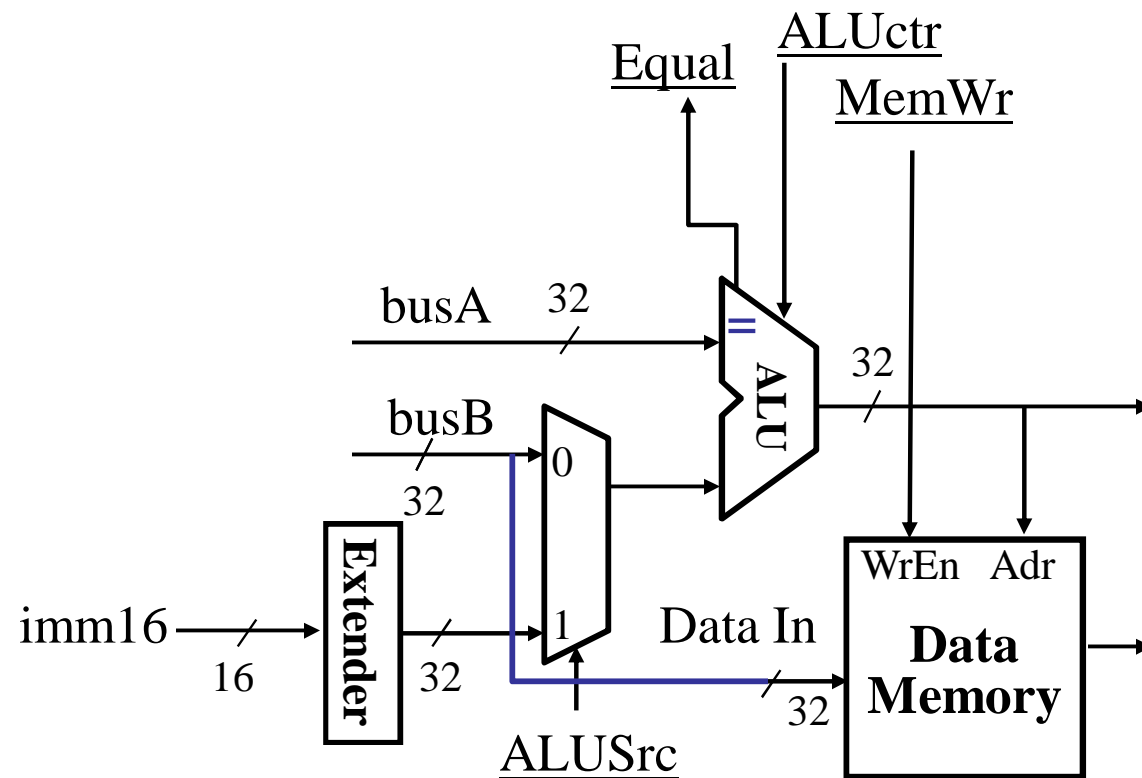 ALUctr
Equal
MemWr
busA
32
=
ALU
32
busB
32
0
1
Extender
imm16
16
32
Data In
32
ALUSrc
WrEn Adr
Data
Memory